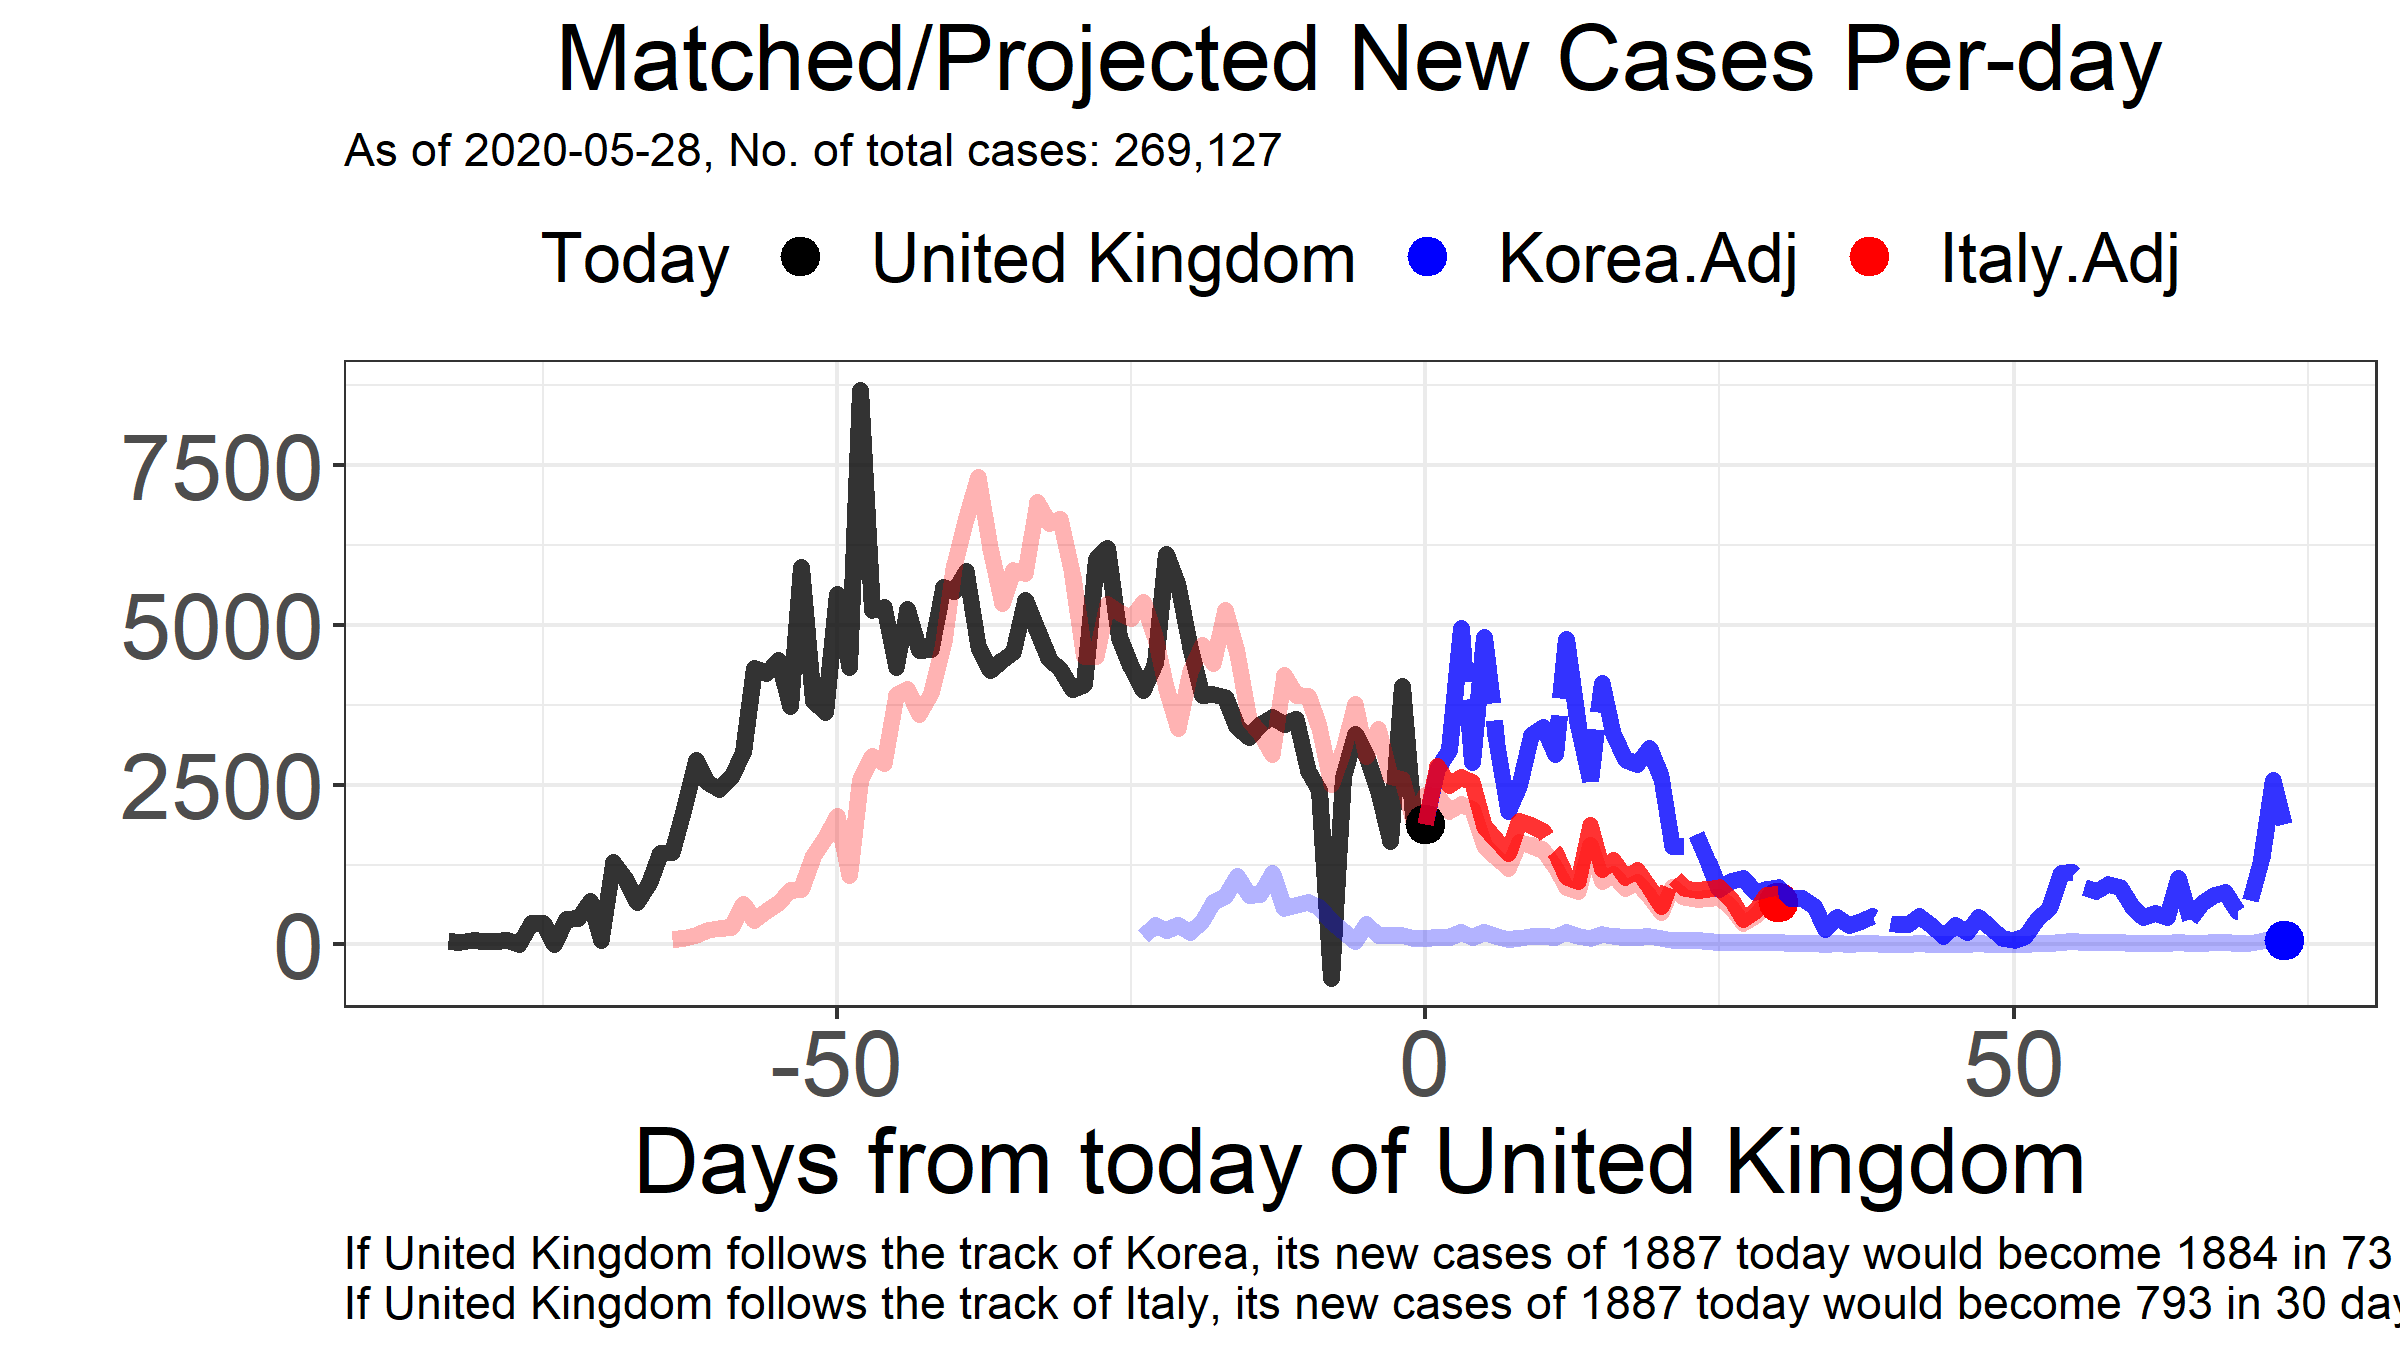 Matched/Projected New Cases Per-day
As of 2020-05-28, No. of total cases: 269,127
Today United Kingdom Korea.Adj Italy.Adj
7500
5000
2500
0
-50 0 50
Days from today of United Kingdom
If United Kingdom follows the track of Korea, its new cases of 1887 today would become 1884 in 73
If United Kingdom follows the track of Italy, its new cases of 1887 today would become 793 in 30 day